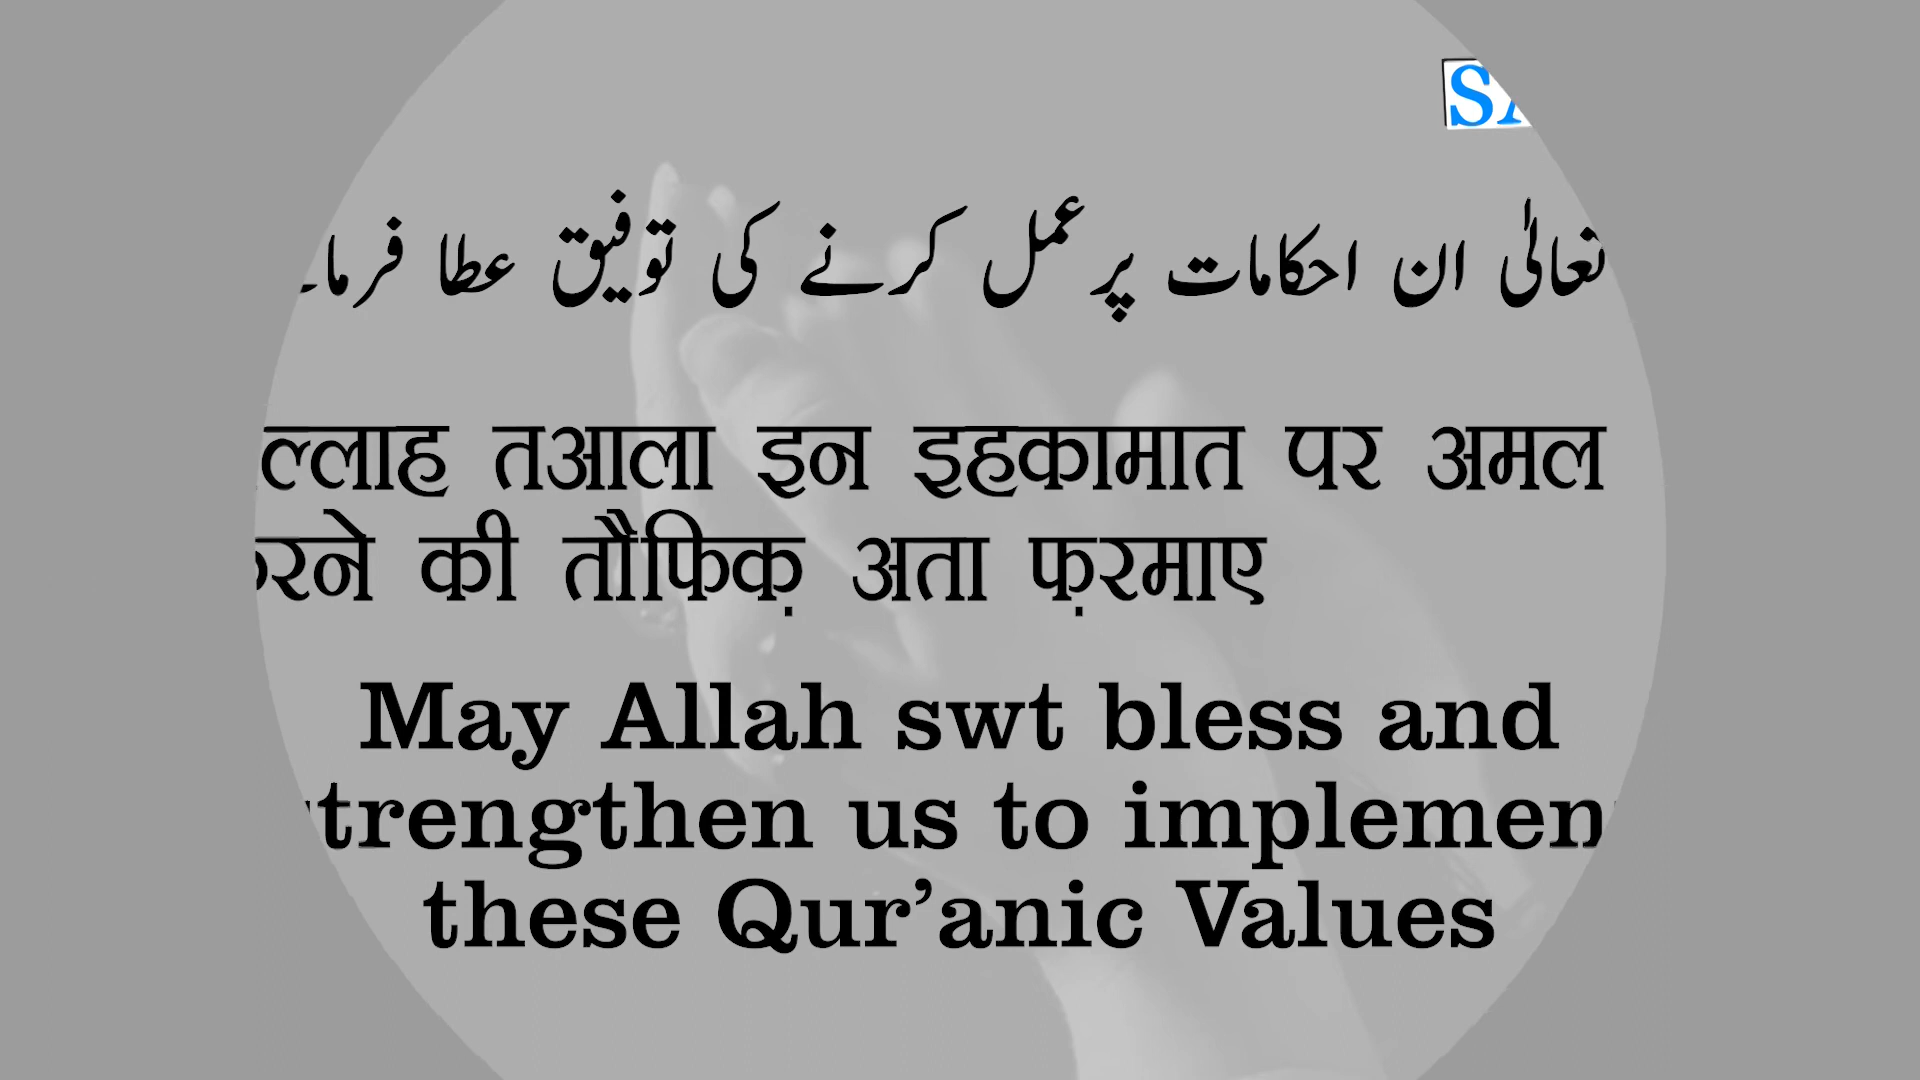 تعالیٰ ان احکامات پر عمل کرنے کی توفیق عطا فرما۔
ल्लाह तआला इन इहकामात पर अमल
रने की तौफिक़ अता फ़रमाए
May Allah swt bless and
trengthen us to implemen
these Qur’anic Values